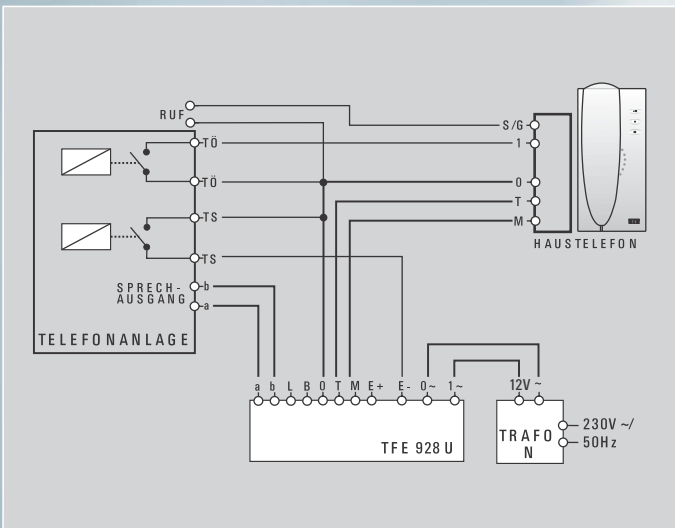 RUF
TÖ
S/G
1
TÖ
0
TS
T
M
HAUSTELEFON
TS
SPRECH-
AUSGANG
b
a
TELEFONANLAGE
a b L B 0 T M E+ E- 0~ 1~
12V ~
TFE 928 U
TRAFO
N
230V ~/
50Hz